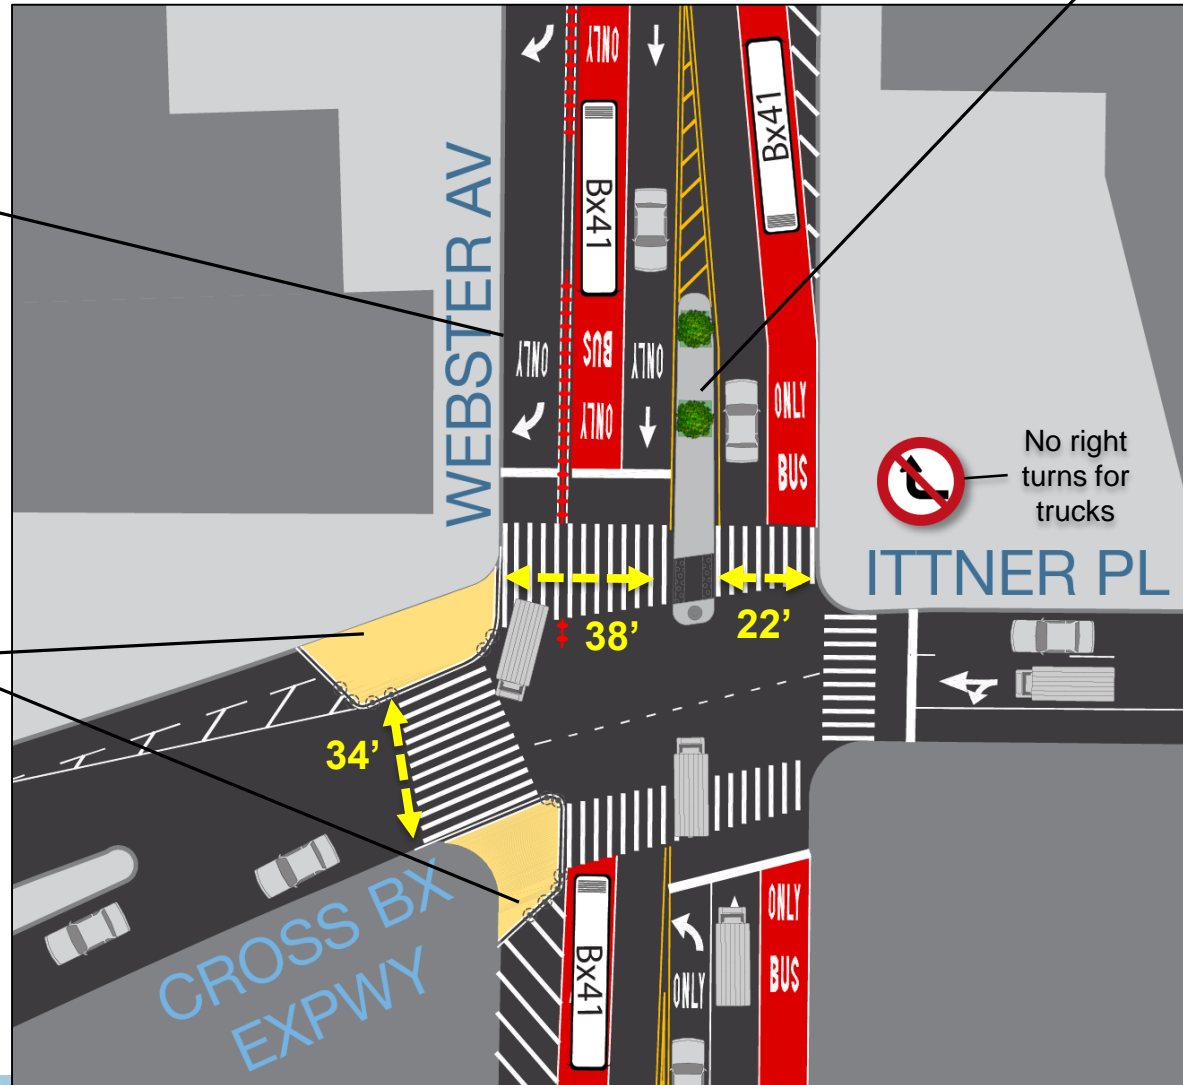 ONLY
Bx41
Bx41
WEBSTER AV
ONLY
BUS
ONLY
ONLY
ONLY
BUS
No right
turns for
trucks
ITTNER PL
38’
22’
34’
CROSS BX
EXPWY
Bx41
ONLY
ONLY
BUS